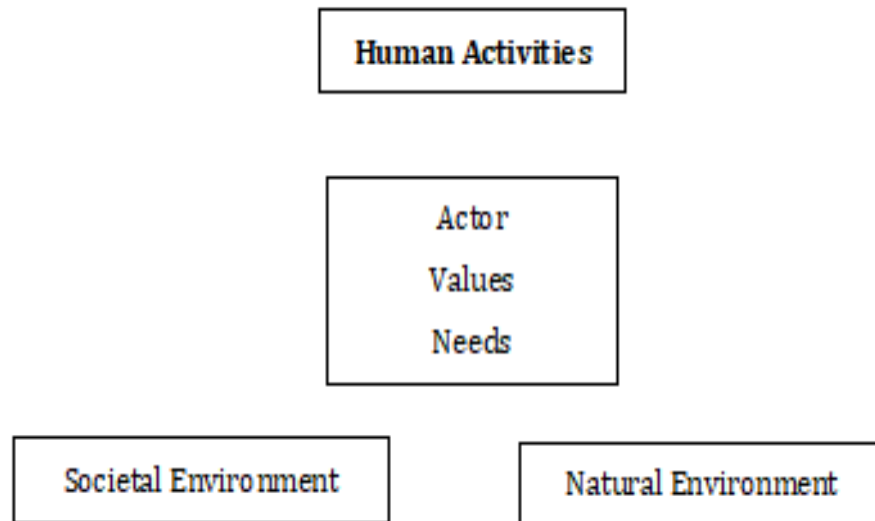 Human Activities
Actor
Values
Needs
Societal Environment
Natural Environment